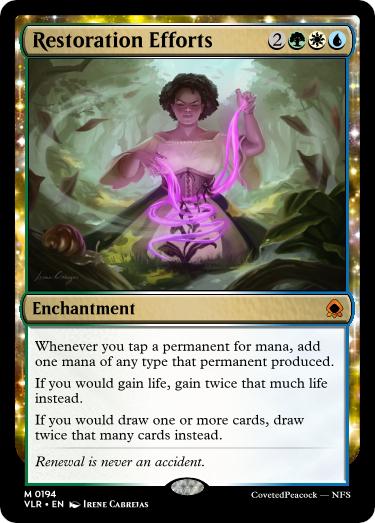 Restoration Efforts 2
Enchantment
Whenever you tap a permanent for mana, add
one mana of any type that permanent produced.
If you would gain life, gain twice that much life
instead.
If you would draw one or more cards, draw
twice that many cards instead.
Renewal is never an accident.
M 0194
VLR • EN Irene Cabrejas
CovetedPeacock — NFS